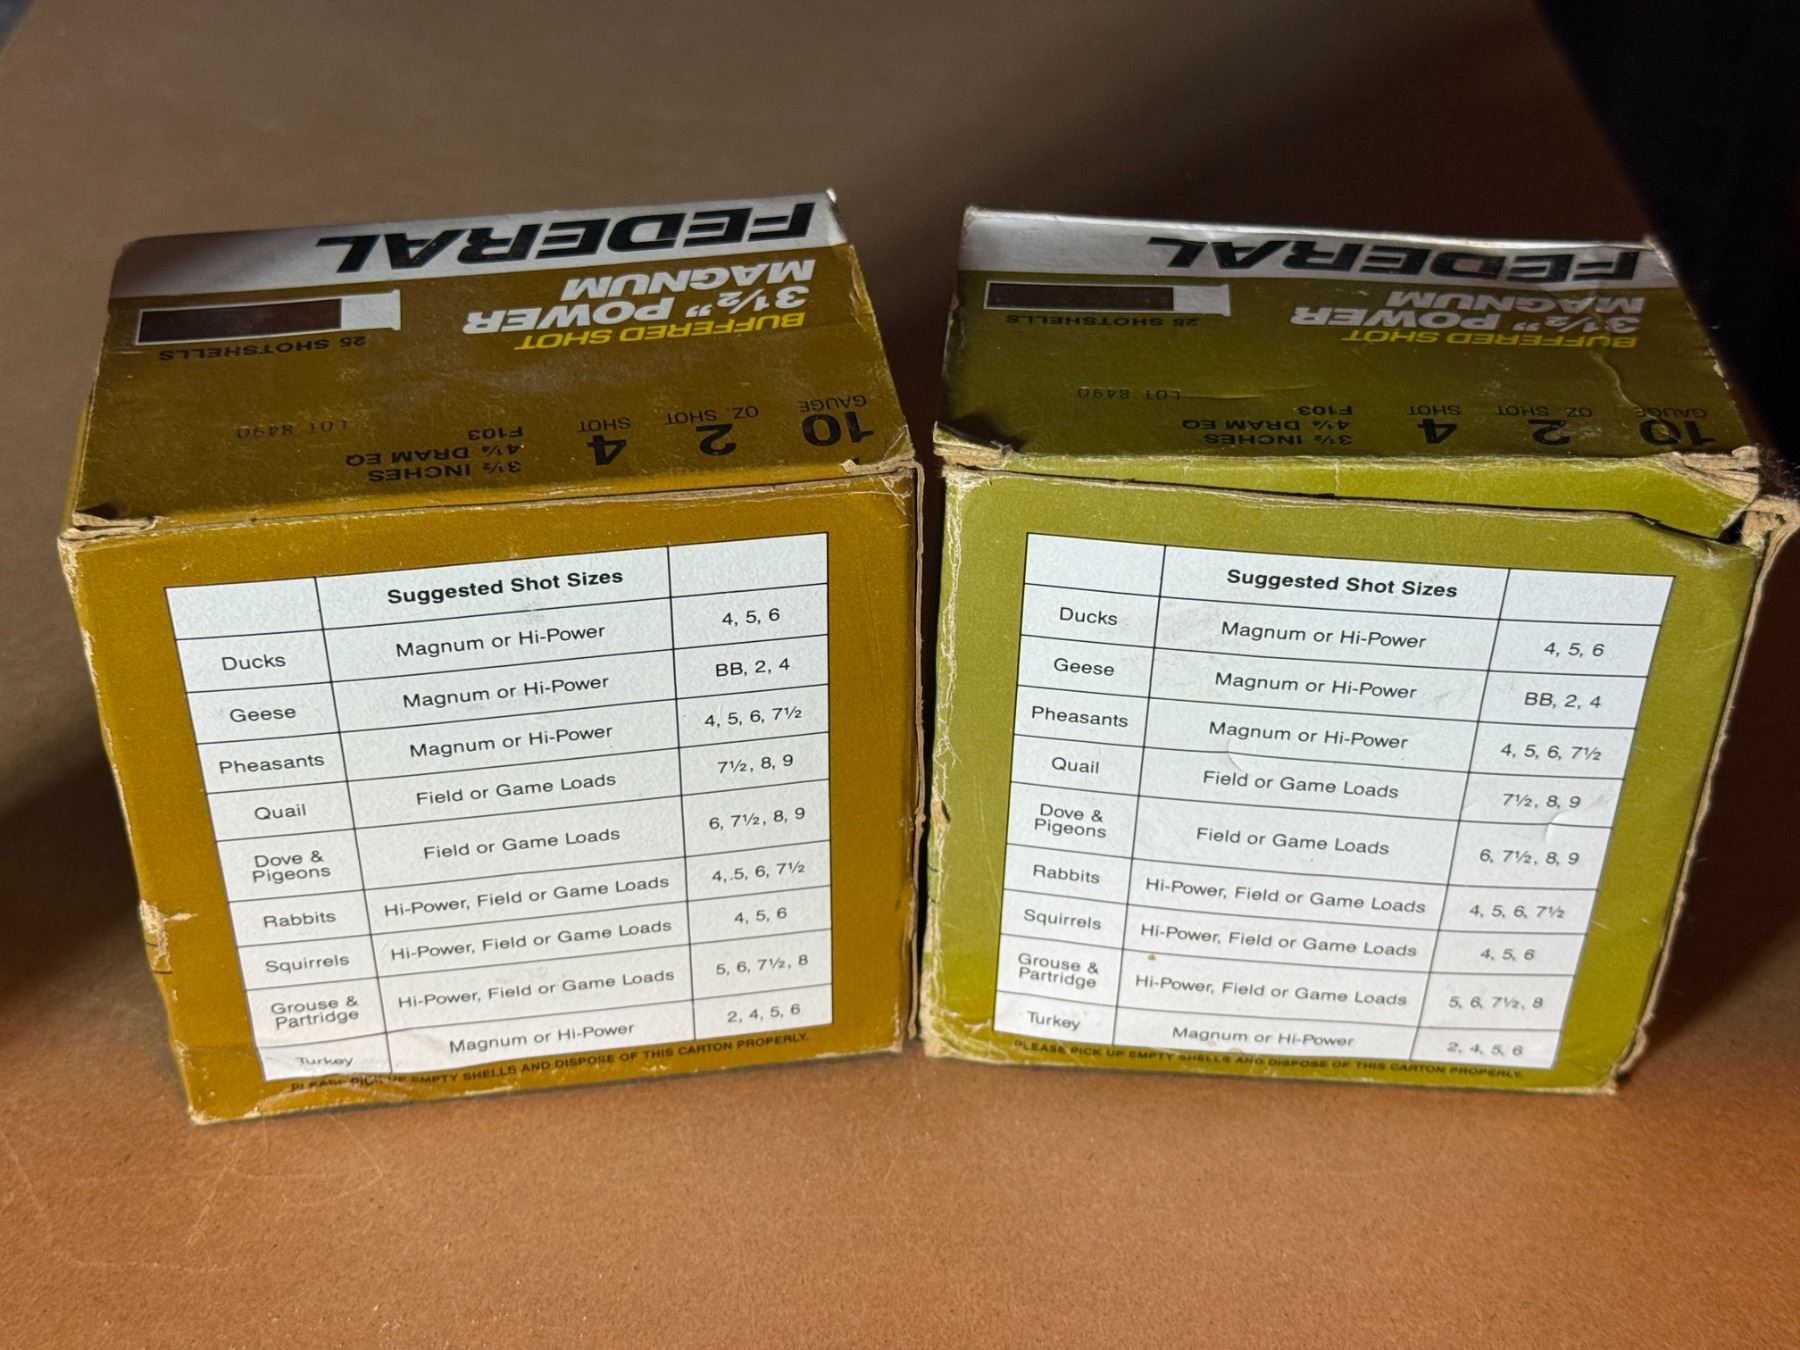 FEDERAL
3½" POWER
MAGNUM
BUFFERED SHOT
25 SHOTSHELLS
10 GAUGE
2 OZ. SHOT
4 SHOT
3½ INCHES
4¼ DRAM EQ
F103
LOT 8490
Suggested Shot Sizes
Ducks Magnum or Hi-Power 4, 5, 6
Geese Magnum or Hi-Power BB, 2, 4
Pheasants Magnum or Hi-Power 4, 5, 6, 7½
Quail Field or Game Loads 7½, 8, 9
Dove & Pigeons Field or Game Loads 6, 7½, 8, 9
Rabbits Hi-Power, Field or Game Loads 4, 5, 6, 7½
Squirrels Hi-Power, Field or Game Loads 4, 5, 6
Grouse & Partridge Hi-Power, Field or Game Loads 5, 6, 7½, 8
Turkey Magnum or Hi-Power 2, 4, 5, 6
PLEASE PICK UP EMPTY SHELLS AND DISPOSE OF THIS CARTON PROPERLY.
FEDERAL
3½" POWER
MAGNUM
BUFFERED SHOT
25 SHOTSHELLS
10 GAUGE
2 OZ. SHOT
4 SHOT
3½ INCHES
4¼ DRAM EQ
F103
LOT 8490
Suggested Shot Sizes
Ducks Magnum or Hi-Power 4, 5, 6
Geese Magnum or Hi-Power BB, 2, 4
Pheasants Magnum or Hi-Power 4, 5, 6, 7½
Quail Field or Game Loads 7½, 8, 9
Dove & Pigeons Field or Game Loads 6, 7½, 8, 9
Rabbits Hi-Power, Field or Game Loads 4, 5, 6, 7½
Squirrels Hi-Power, Field or Game Loads 4, 5, 6
Grouse & Partridge Hi-Power, Field or Game Loads 5, 6, 7½, 8
Turkey Magnum or Hi-Power 2, 4, 5, 6
PLEASE PICK UP EMPTY SHELLS AND DISPOSE OF THIS CARTON PROPERLY.